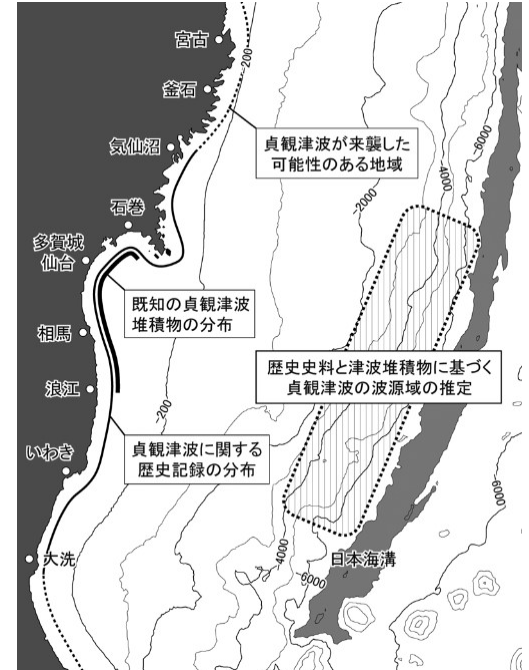 宮古
釜石
気仙沼
石巻
多賀城
仙台
相馬
浪江
いわき
大洗
-200
貞観津波が来襲した
可能性のある地域
-2000
-4000
-6000
既知の貞観津波
堆積物の分布
歴史史料と津波堆積物に基づく
貞観津波の波源域の推定
-200
貞観津波に関する
歴史記録の分布
-4000
-6000
日本海溝
6000